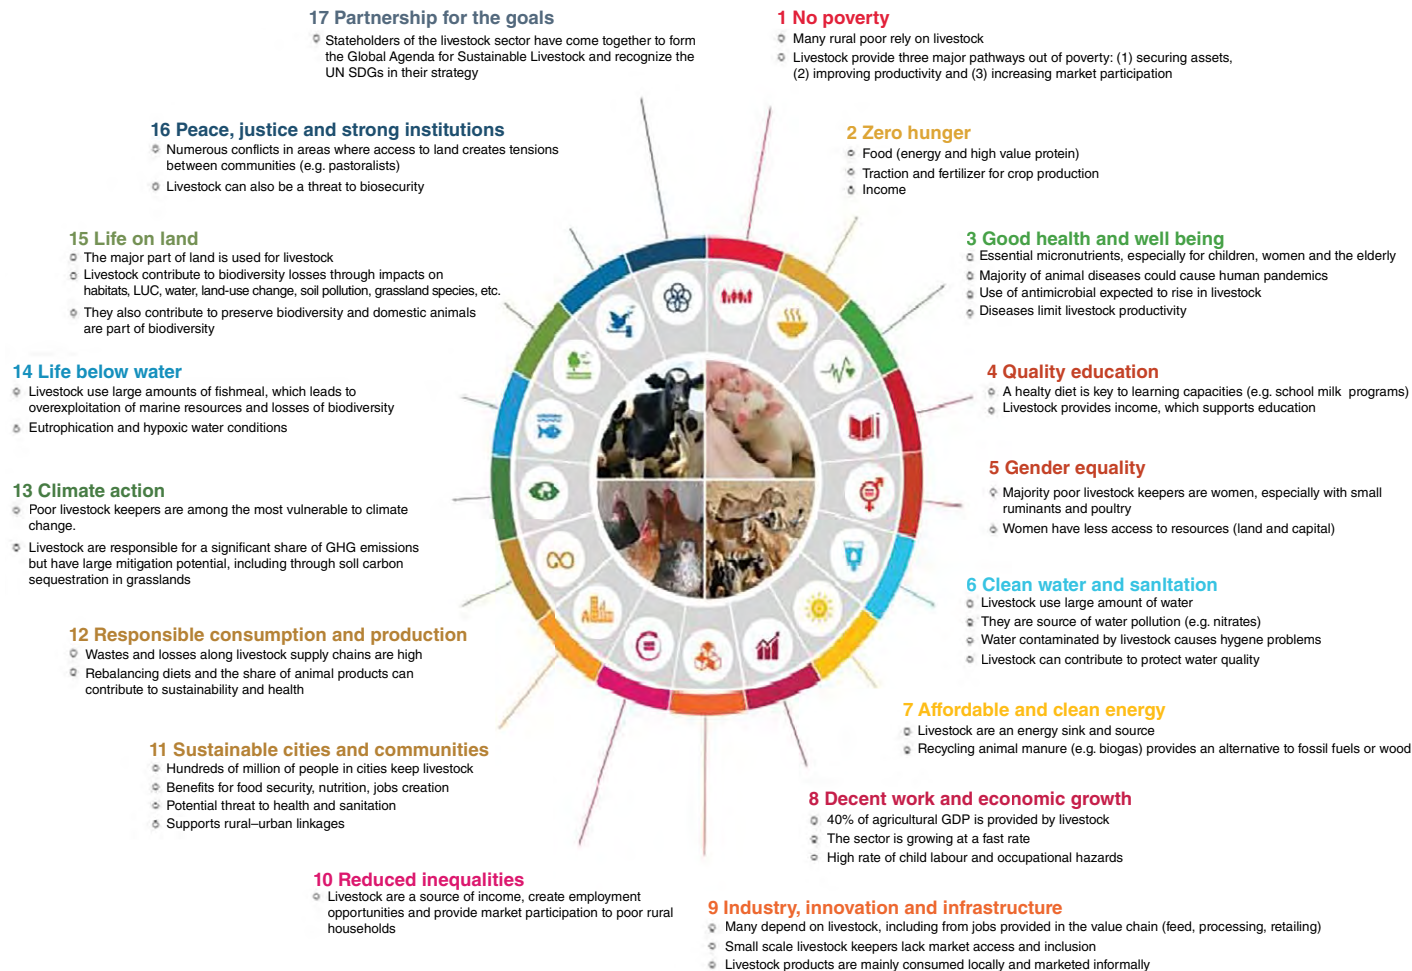 17 Partnership for the goals
Stateholders of the livestock sector have come together to form
the Global Agenda for Sustainable Livestock and recognize the
UN SDGs in their strategy
1 No poverty
Many rural poor rely on livestock
Livestock provide three major pathways out of poverty: (1) securing assets,
(2) improving productivity and (3) increasing market participation
16 Peace, justice and strong institutions
Numerous conflicts in areas where access to land creates tensions
between communities (e.g. pastoralists)
Livestock can also be a threat to biosecurity
2 Zero hunger
Food (energy and high value protein)
Traction and fertilizer for crop production
Income
15 Life on land
The major part of land is used for livestock
Livestock contribute to biodiversity losses through impacts on
habitats, LUC, water, land-use change, soil pollution, grassland species, etc.
They also contribute to preserve biodiversity and domestic animals
are part of biodiversity
3 Good health and well being
Essential micronutrients, especially for children, women and the elderly
Majority of animal diseases could cause human pandemics
Use of antimicrobial expected to rise in livestock
Diseases limit livestock productivity
14 Life below water
Livestock use large amounts of fishmeal, which leads to
overexploitation of marine resources and losses of biodiversity
Eutrophication and hypoxic water conditions
4 Quality education
A healty diet is key to learning capacities (e.g. school milk programs)
Livestock provides income, which supports education
13 Climate action
Poor livestock keepers are among the most vulnerable to climate
change.
Livestock are responsible for a significant share of GHG emissions
but have large mitigation potential, including through soll carbon
sequestration in grasslands
5 Gender equality
Majority poor livestock keepers are women, especially with small
ruminants and poultry
Women have less access to resources (land and capital)
6 Clean water and sanltation
Livestock use large amount of water
They are source of water pollution (e.g. nitrates)
Water contaminated by livestock causes hygene problems
Livestock can contribute to protect water quality
12 Responsible consumption and production
Wastes and losses along livestock supply chains are high
Rebalancing diets and the share of animal products can
contribute to sustainability and health
7 Affordable and clean energy
Livestock are an energy sink and source
Recycling animal manure (e.g. biogas) provides an alternative to fossil fuels or wood
11 Sustainable cities and communities
Hundreds of million of people in cities keep livestock
Benefits for food security, nutrition, jobs creation
Potential threat to health and sanitation
Supports rural–urban linkages
8 Decent work and economic growth
40% of agricultural GDP is provided by livestock
The sector is growing at a fast rate
High rate of child labour and occupational hazards
10 Reduced inequalities
Livestock are a source of income, create employment
opportunities and provide market participation to poor rural
households
9 Industry, innovation and infrastructure
Many depend on livestock, including from jobs provided in the value chain (feed, processing, retailing)
Small scale livestock keepers lack market access and inclusion
Livestock products are mainly consumed locally and marketed informally